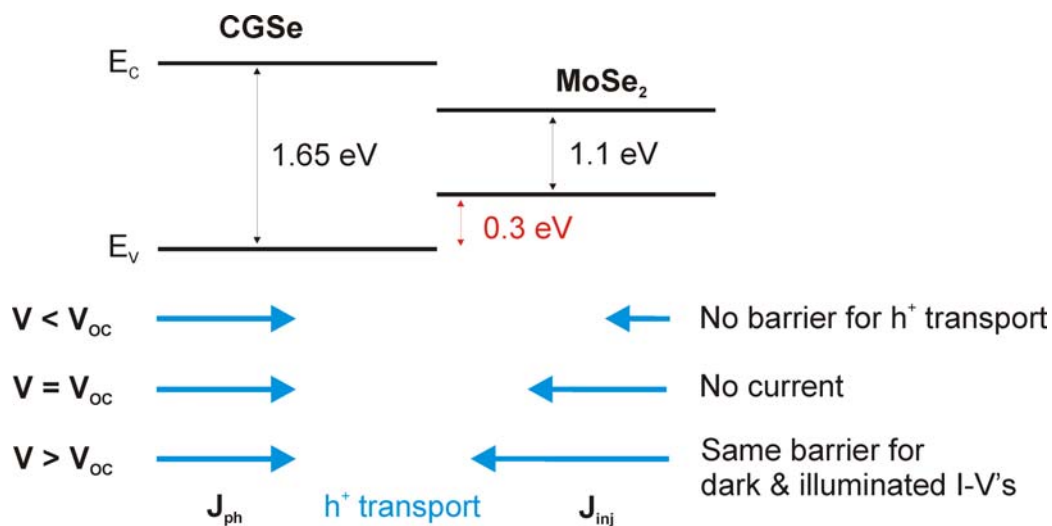 CGSe
E_C
MoSe₂
1.65 eV
1.1 eV
0.3 eV
E_V
V < V_oc
No barrier for h⁺ transport
V = V_oc
No current
V > V_oc
Same barrier for
dark & illuminated I-V's
J_ph
h⁺ transport
J_inj